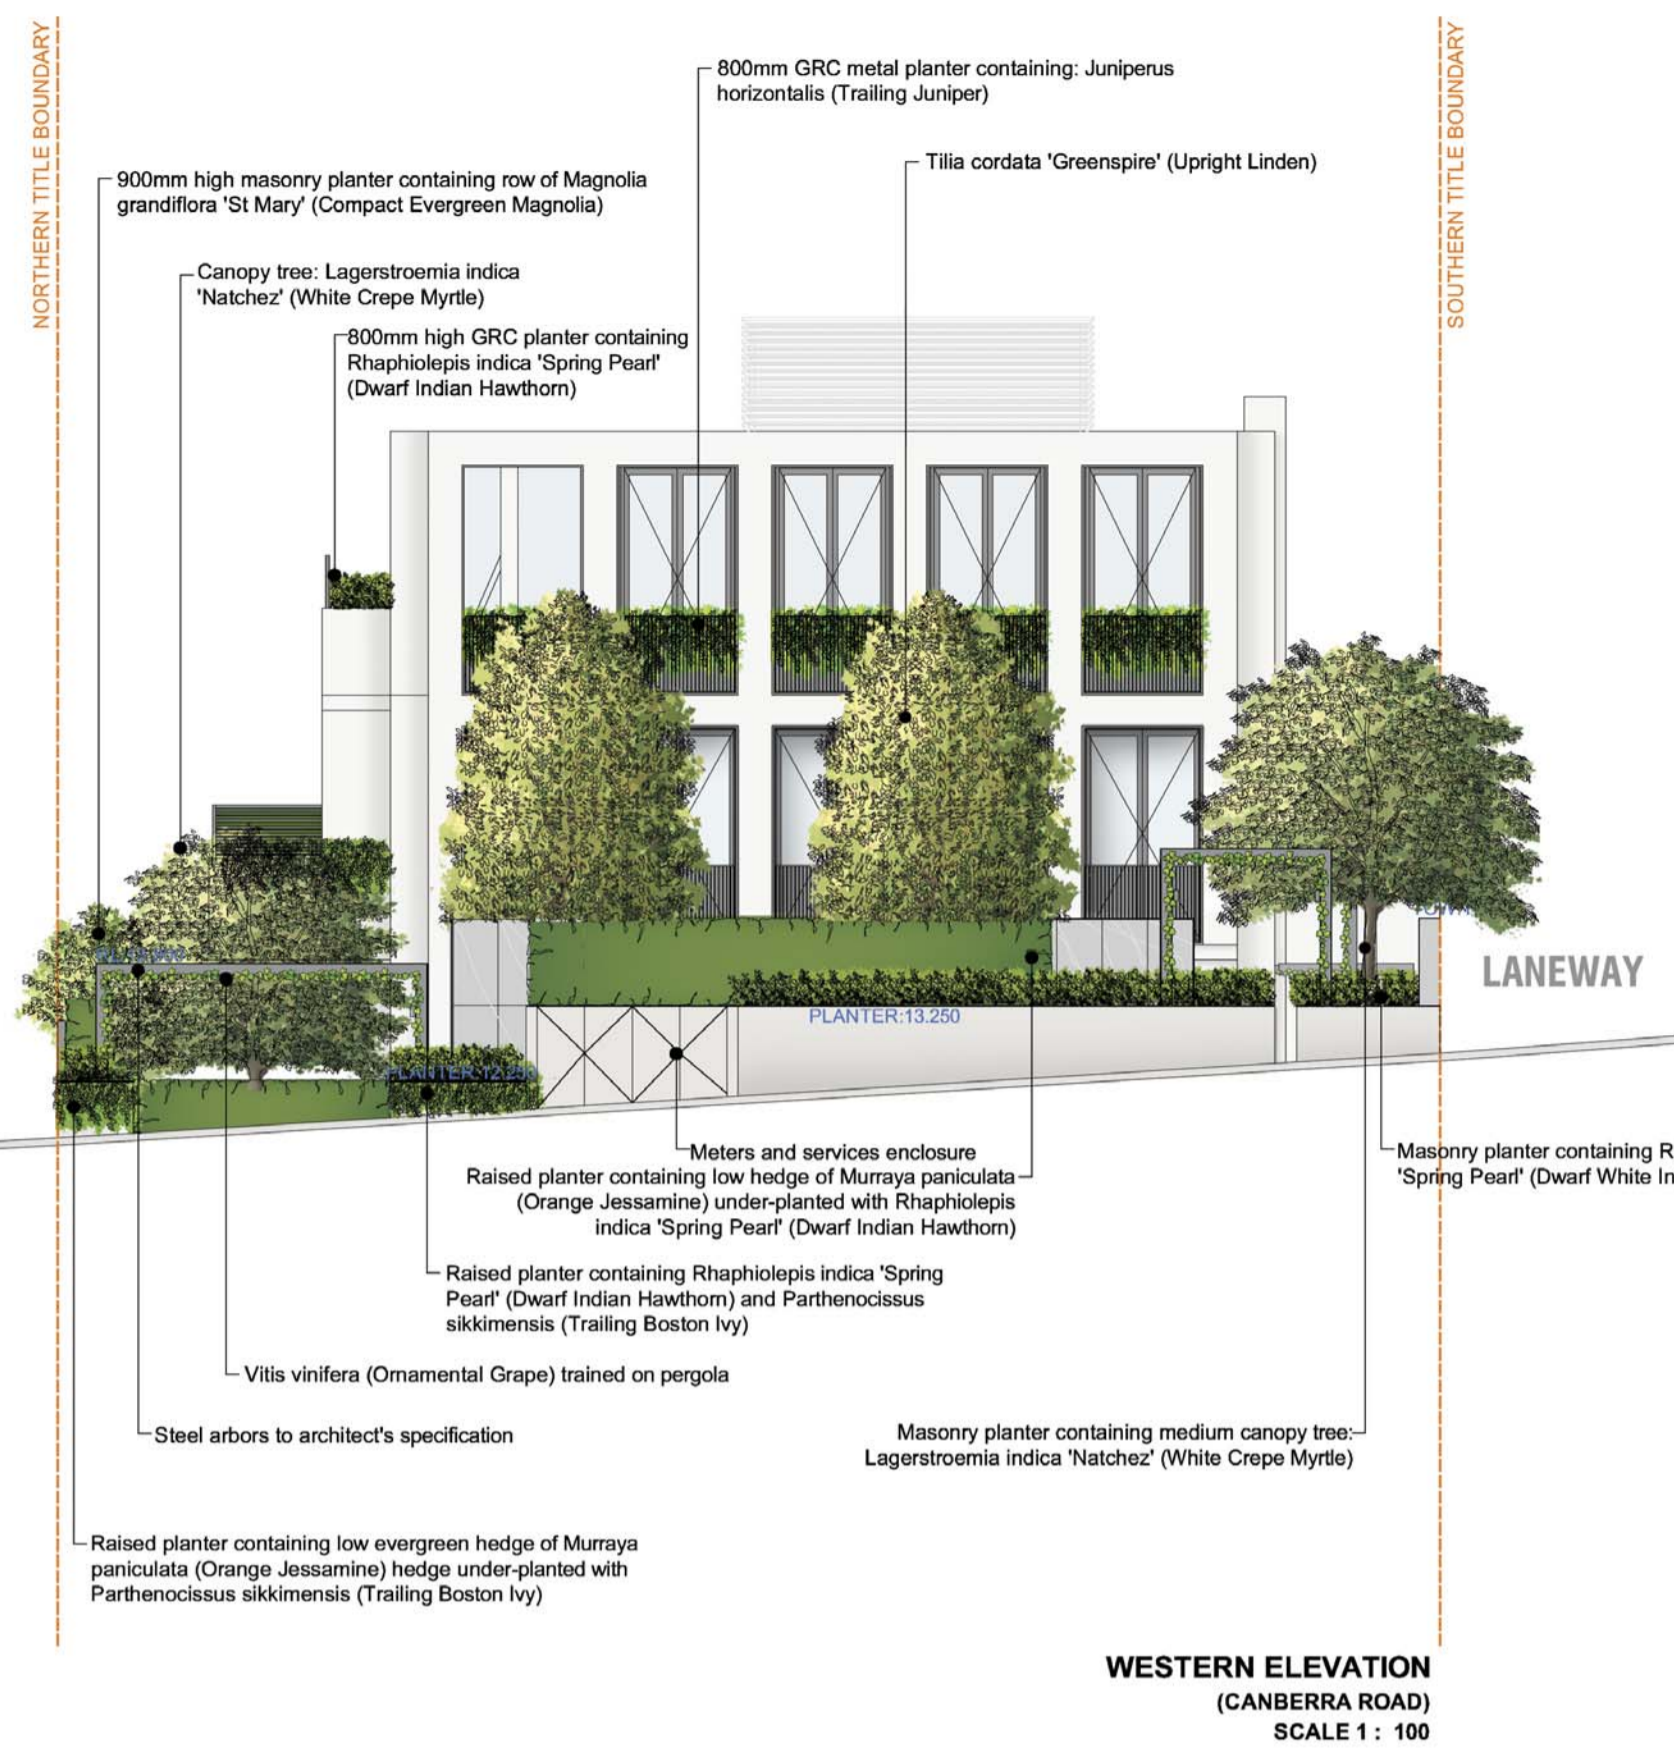 NORTHERN TITLE BOUNDARY
SOUTHERN TITLE BOUNDARY
800mm GRC metal planter containing: Juniperus
horizontalis (Trailing Juniper)
Tilia cordata 'Greenspire' (Upright Linden)
900mm high masonry planter containing row of Magnolia
grandiflora 'St Mary' (Compact Evergreen Magnolia)
Canopy tree: Lagerstroemia indica
'Natchez' (White Crepe Myrtle)
800mm high GRC planter containing
Rhaphiolepis indica 'Spring Pearl'
(Dwarf Indian Hawthorn)
LANEWAY
PLANTER:13.250
Meters and services enclosure
Raised planter containing low hedge of Murraya paniculata
(Orange Jessamine) under-planted with Rhaphiolepis
indica 'Spring Pearl' (Dwarf Indian Hawthorn)
Masonry planter containing R
'Spring Pearl' (Dwarf White In
Raised planter containing Rhaphiolepis indica 'Spring
Pearl' (Dwarf Indian Hawthorn) and Parthenocissus
sikkimensis (Trailing Boston Ivy)
Vitis vinifera (Ornamental Grape) trained on pergola
Steel arbors to architect's specification
Masonry planter containing medium canopy tree:
Lagerstroemia indica 'Natchez' (White Crepe Myrtle)
Raised planter containing low evergreen hedge of Murraya
paniculata (Orange Jessamine) hedge under-planted with
Parthenocissus sikkimensis (Trailing Boston Ivy)
WESTERN ELEVATION
(CANBERRA ROAD)
SCALE 1 : 100